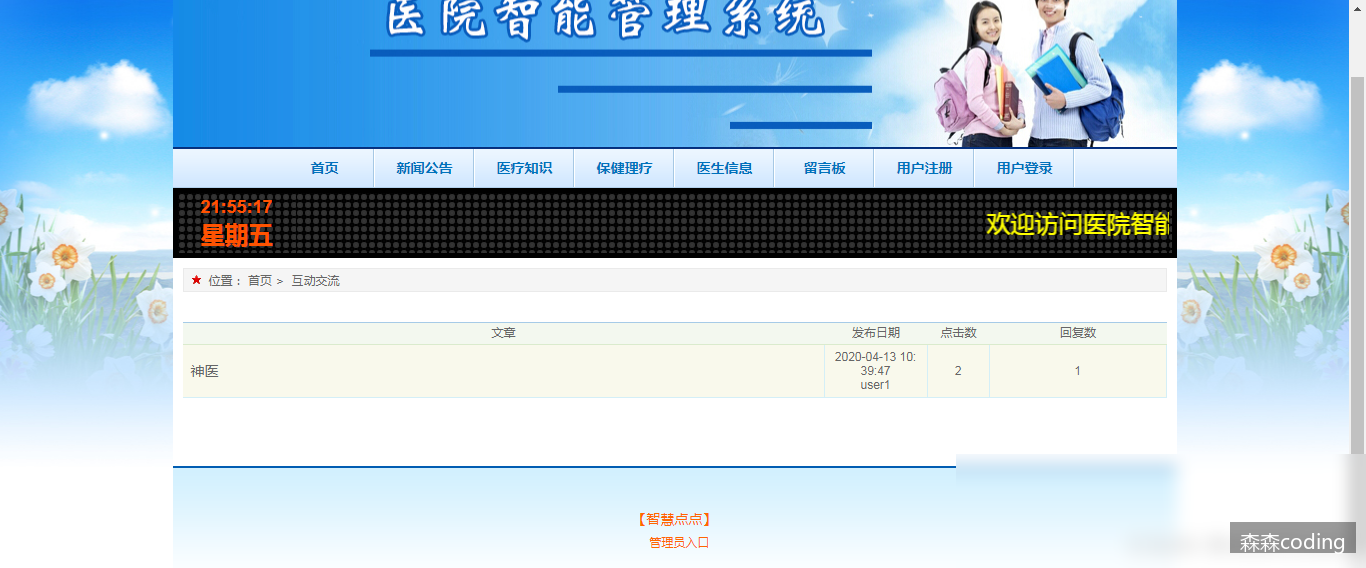 医院智能管理系统
首页 新闻公告 医疗知识 保健理疗 医生信息 留言板 用户注册 用户登录
21:55:17
星期五
欢迎访问医院智能
位置： 首页 > 互动交流
文章 发布日期 点击数 回复数
神医 2020-04-13 10:39:47 user1 2 1
【智慧点点】
管理员入口
森森coding